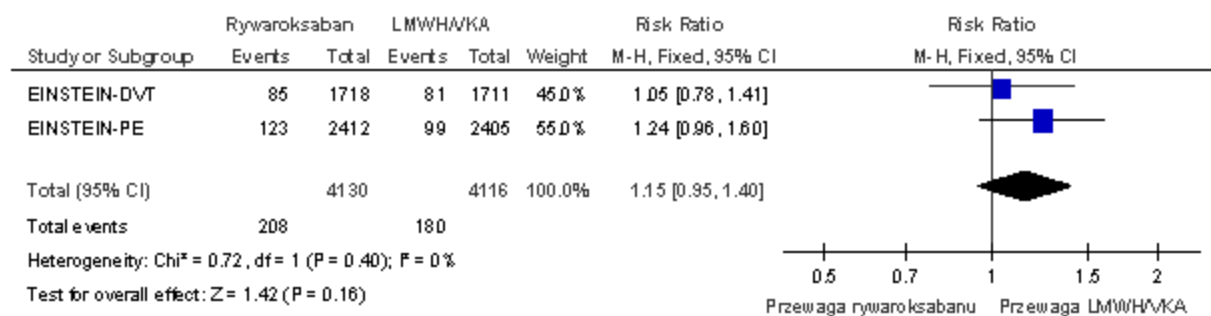 Rywaroksaban LMWH/VKA Risk Ratio Risk Ratio
Study or Subgroup Events Total Events Total Weight M-H, Fixed, 95% CI M-H, Fixed, 95% CI
EINSTEIN-DVT 85 1718 81 1711 45.0% 1.05 [0.78, 1.41]
EINSTEIN-PE 123 2412 99 2405 55.0% 1.24 [0.96, 1.60]
Total (95% CI) 4130 4116 100.0% 1.15 [0.95, 1.40]
Total events 208 180
Heterogeneity: Chi² = 0.72, df = 1 (P = 0.40); I² = 0%
Test for overall effect: Z = 1.42 (P = 0.16)
0.5 0.7 1 1.5 2
Przewaga rywaroksabanu Przewaga LMWH/VKA